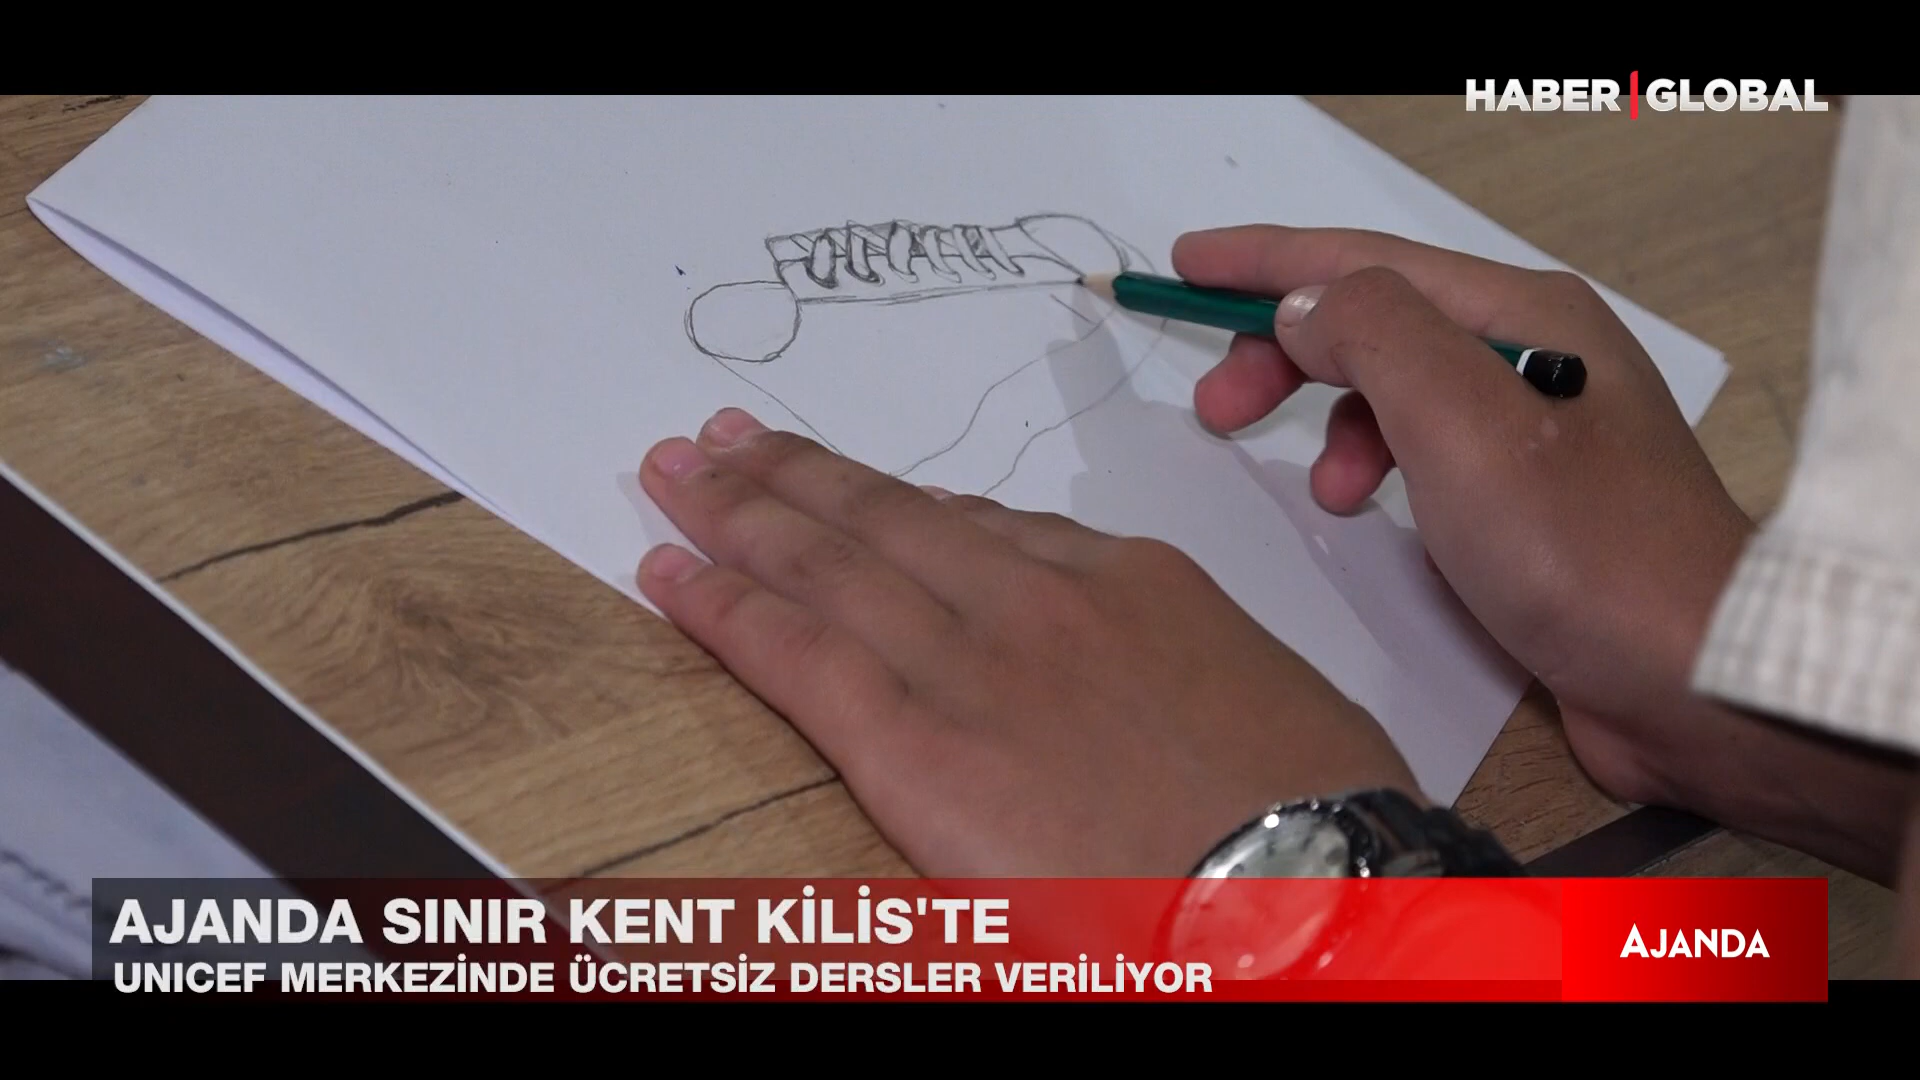 HABER GLOBAL
AJANDA SINIR KENT KİLİS'TE
UNICEF MERKEZİNDE ÜCRETSİZ DERSLER VERİLİYOR
AJANDA